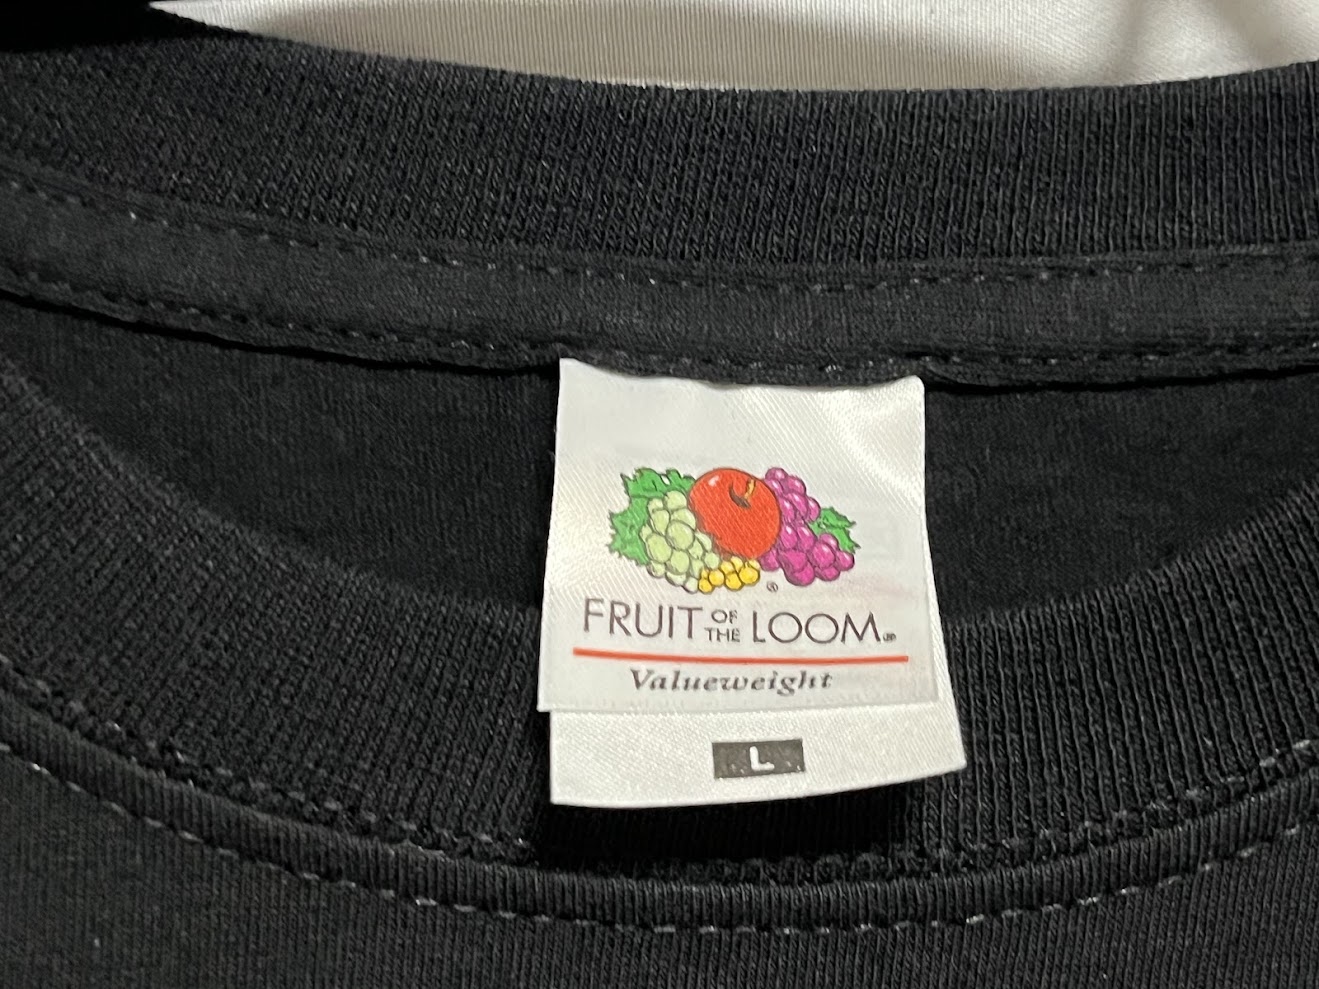 ®
FRUIT OF THE LOOM®
Valueweight
L